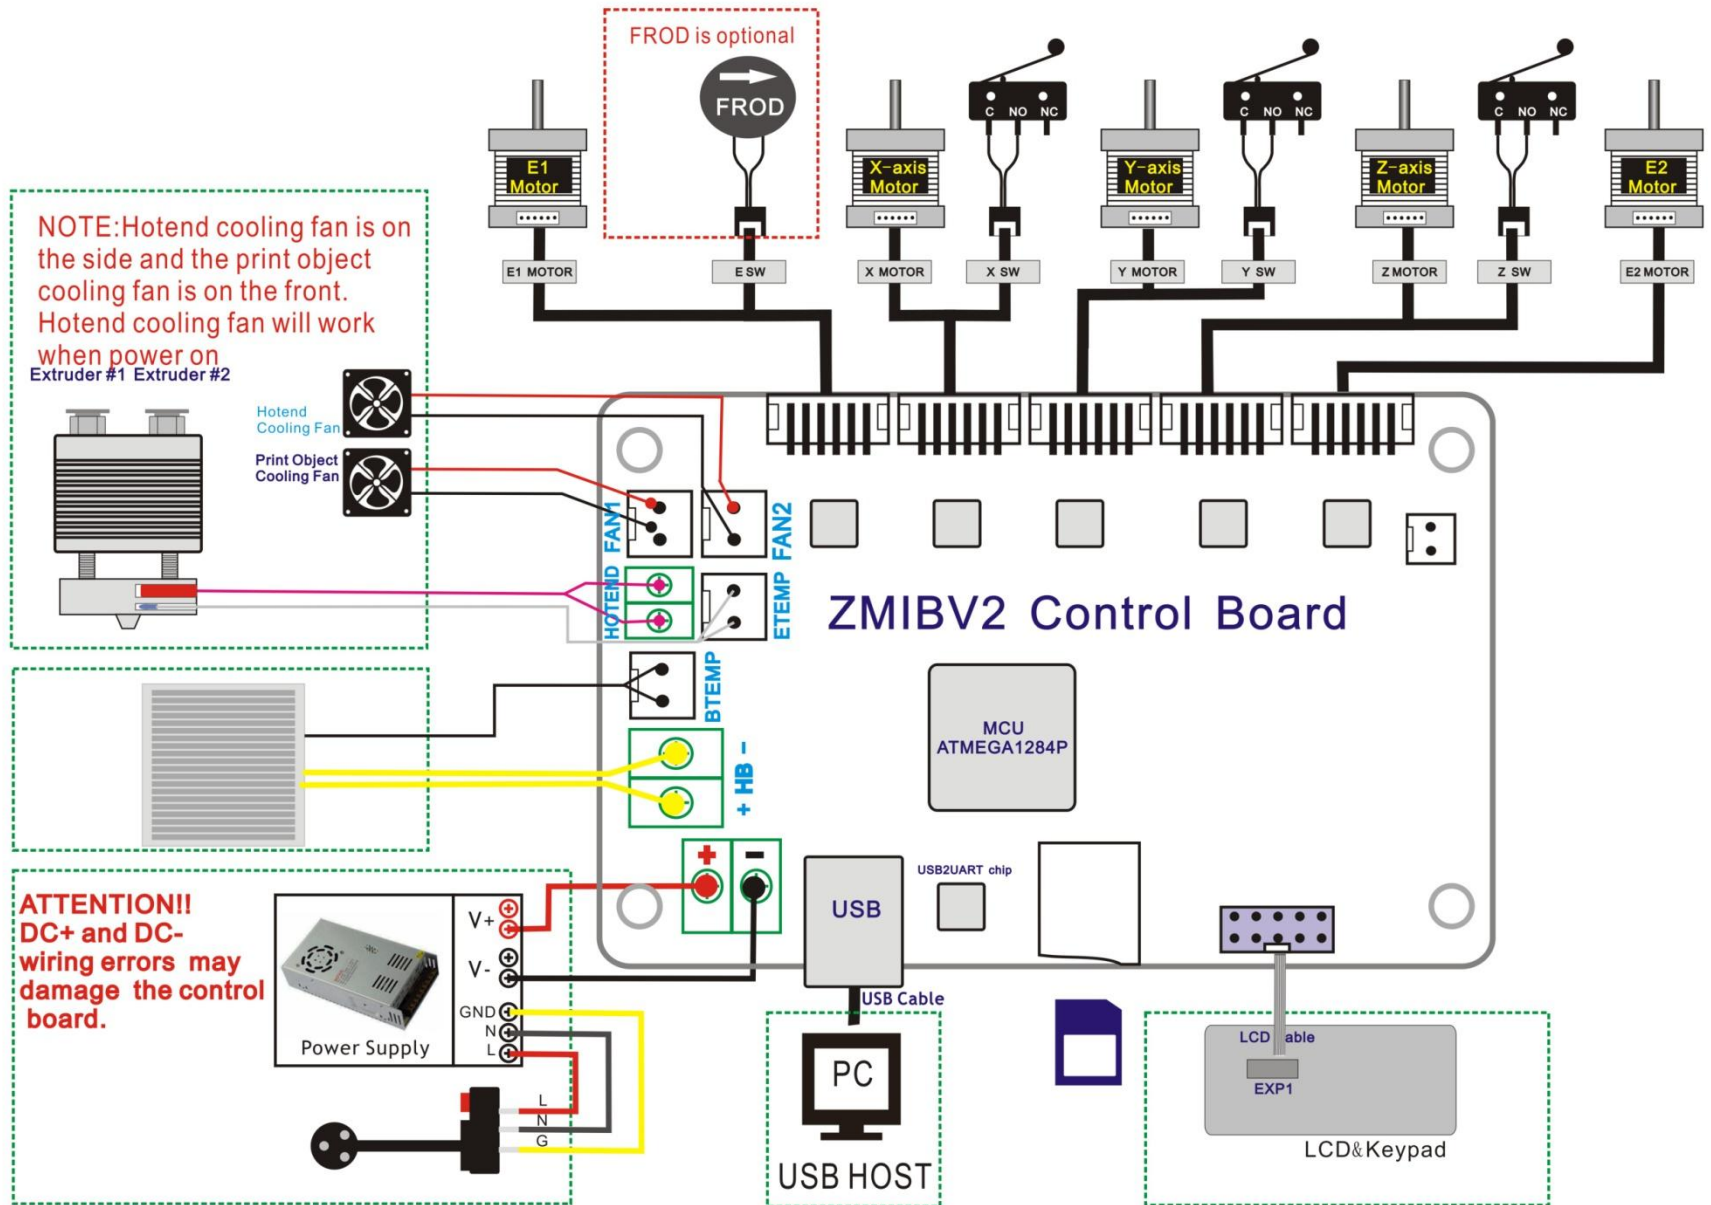 FROD is optional
FROD
C NO NC
C NO NC
C NO NC
E1
Motor
X-axis
Motor
Y-axis
Motor
Z-axis
Motor
E2
Motor
E1 MOTOR
E SW
X MOTOR
X SW
Y MOTOR
Y SW
Z MOTOR
Z SW
E2 MOTOR
NOTE:Hotend cooling fan is on
the side and the print object
cooling fan is on the front.
Hotend cooling fan will work
when power on
Extruder #1 Extruder #2
Hotend
Cooling Fan
Print Object
Cooling Fan
FAN1
FAN2
HOTEND
ETEMP
ZMIBV2 Control Board
BTEMP
+ HB -
MCU
ATMEGA1284P
+ -
USB
USB2UART chip
ATTENTION!!
DC+ and DC-
wiring errors may
damage the control
board.
V+
V-
GND
N
L
Power Supply
L
N
G
USB Cable
PC
USB HOST
LCD able
EXP1
LCD&Keypad